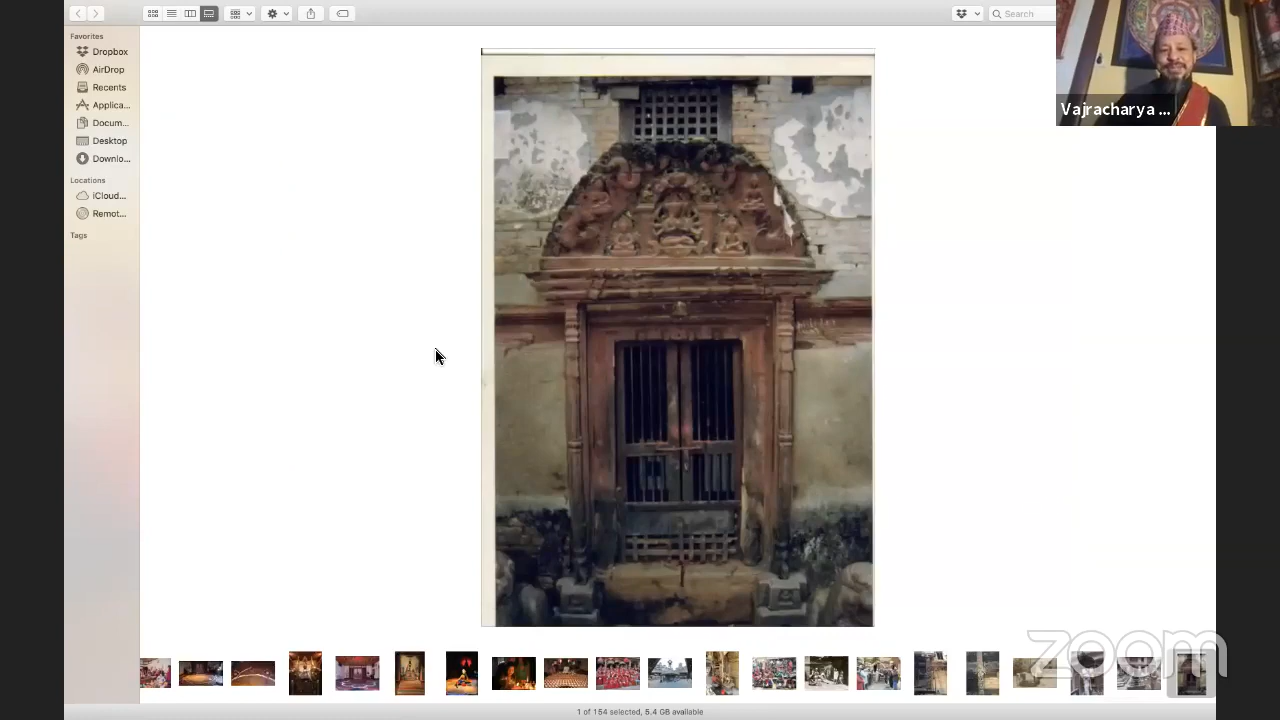 Search
Favorites
Dropbox
AirDrop
Recents
Applica...
Docum...
Desktop
Downlo...
Locations
iCloud...
Remot...
Tags
Vajracharya ...
zoom
1 of 154 selected, 5.4 GB available